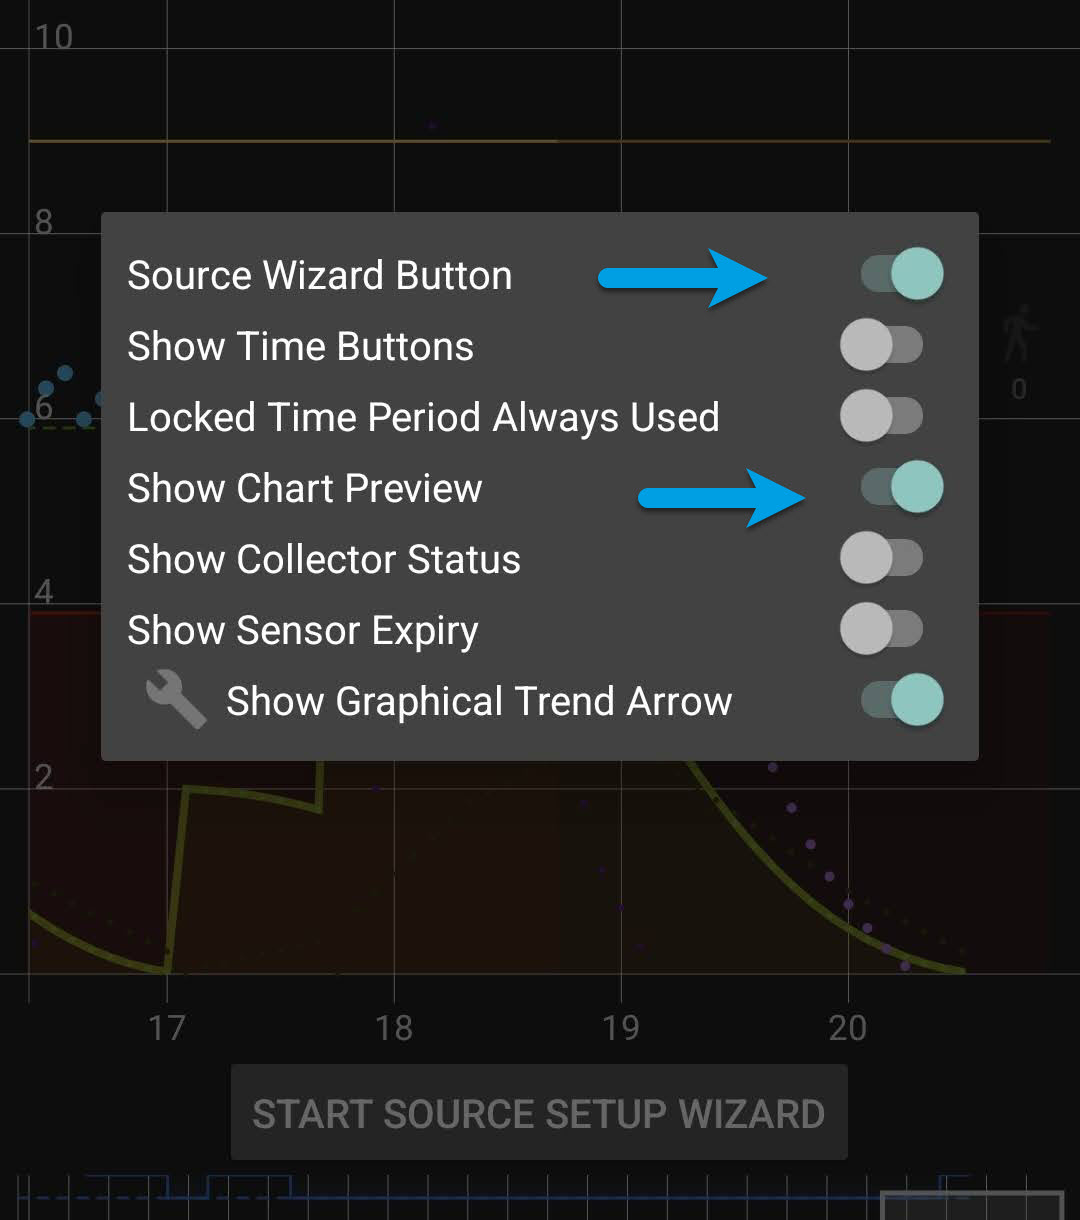 10
8
Source Wizard Button
Show Time Buttons
0
6
Locked Time Period Always Used
Show Chart Preview
Show Collector Status
4
Show Sensor Expiry
Show Graphical Trend Arrow
2
17 18 19 20
START SOURCE SETUP WIZARD